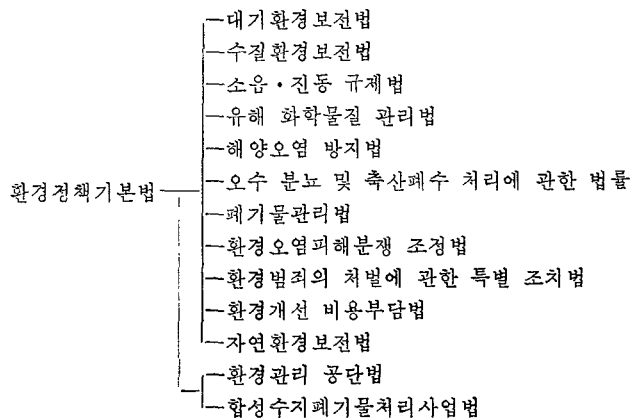 대기환경보전법
수질환경보전법
소음·진동 규제법
유해 화학물질 관리법
해양오염 방지법
환경정책기본법
오수 분뇨 및 축산폐수 처리에 관한 법률
폐기물관리법
환경오염피해분쟁 조정법
환경범죄의 처벌에 관한 특별 조치법
환경개선 비용부담법
자연환경보전법
환경관리 공단법
합성수지폐기물처리사업법